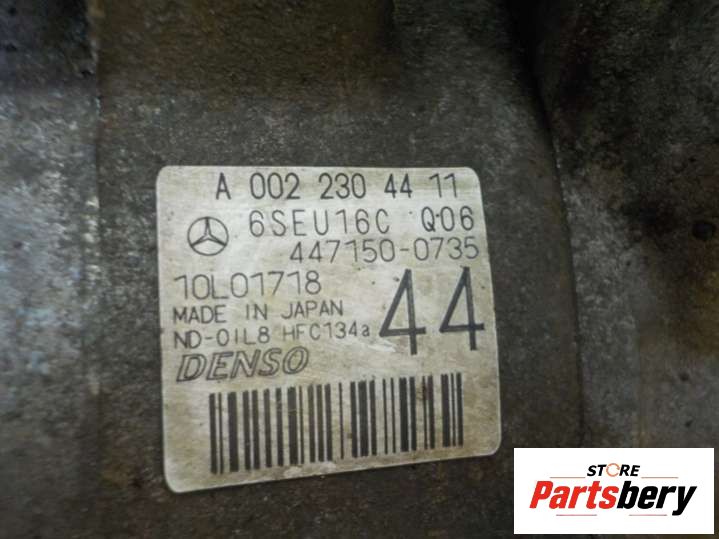 A 002 230 44 11
6SEU16C Q06
447150-0735
10L01718
MADE IN JAPAN
ND-OIL8 HFC134a
44
DENSO
STORE
Partsbery